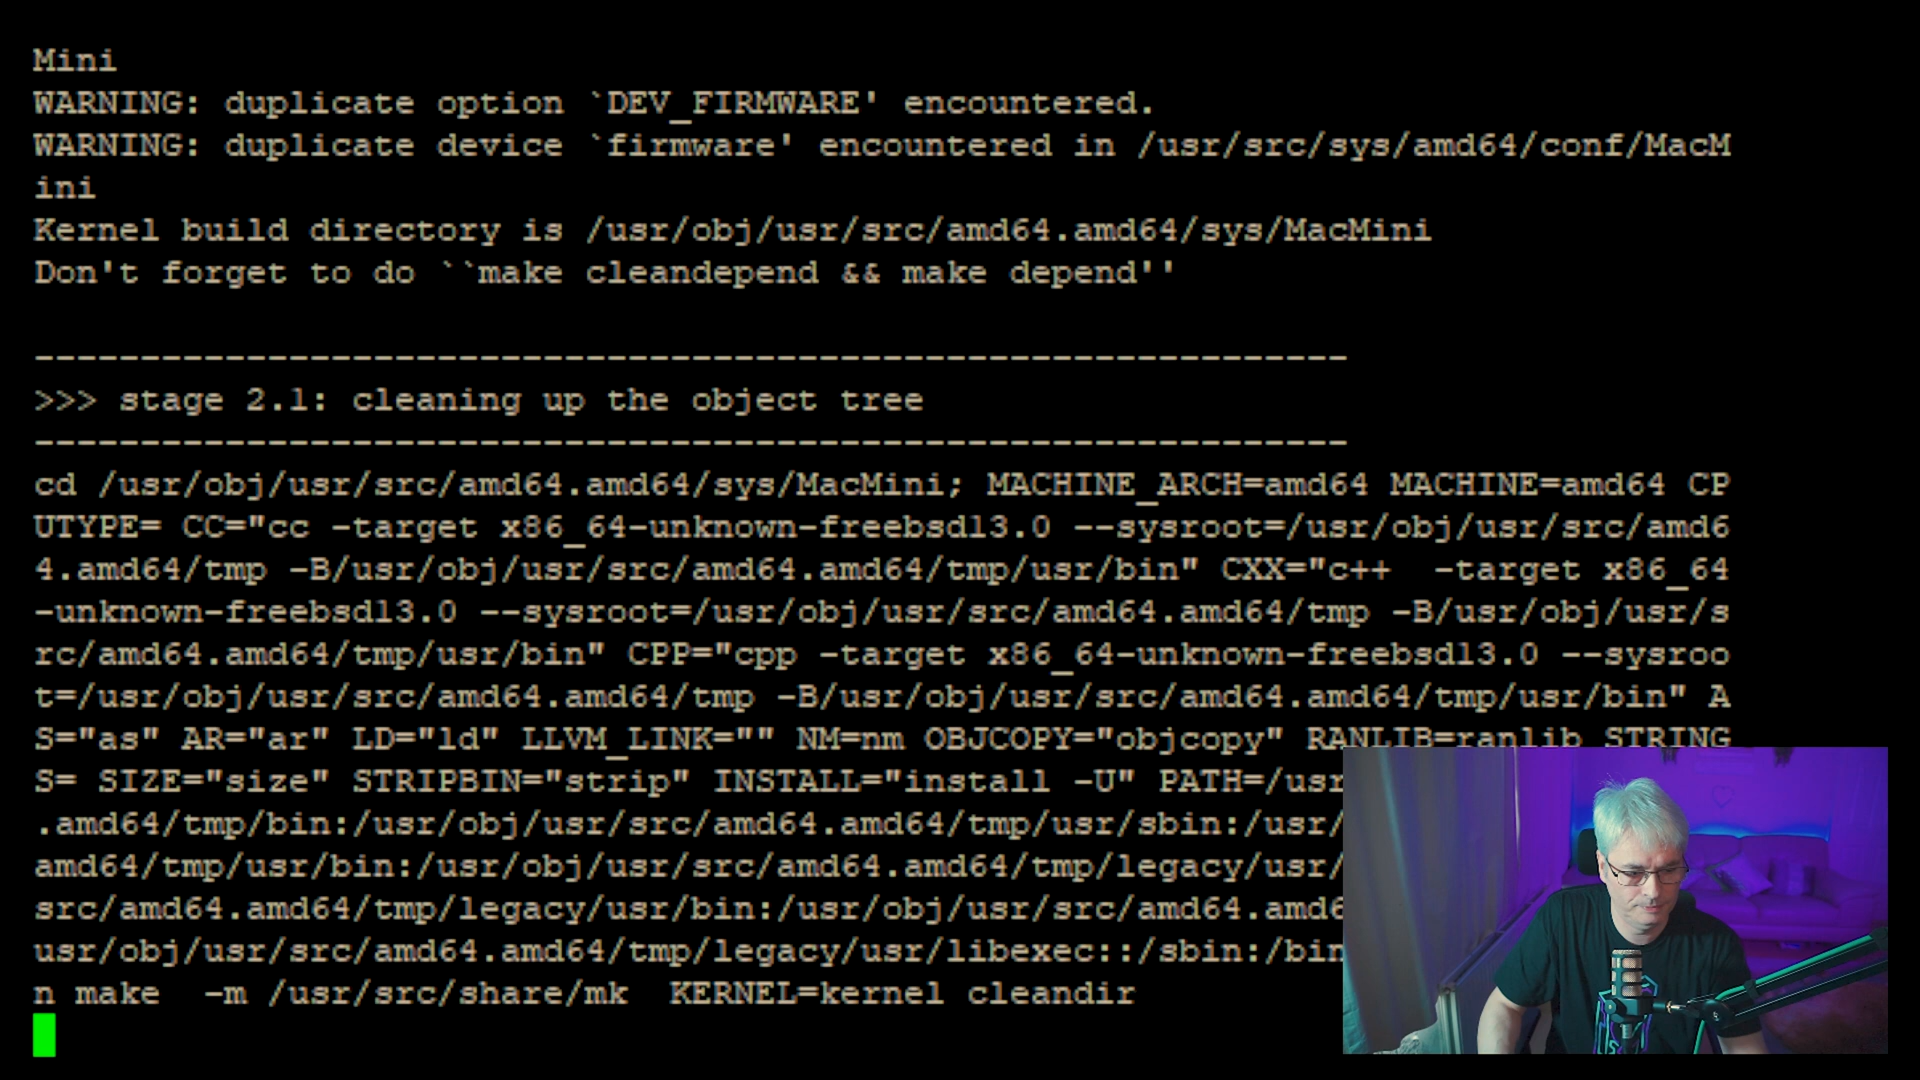 Mini
WARNING: duplicate option `DEV_FIRMWARE' encountered.
WARNING: duplicate device `firmware' encountered in /usr/src/sys/amd64/conf/MacM
ini
Kernel build directory is /usr/obj/usr/src/amd64.amd64/sys/MacMini
Don't forget to do ``make cleandepend && make depend''
--------------------------------------------------------------
>>> stage 2.1: cleaning up the object tree
--------------------------------------------------------------
cd /usr/obj/usr/src/amd64.amd64/sys/MacMini; MACHINE_ARCH=amd64 MACHINE=amd64 CP
UTYPE= CC="cc -target x86_64-unknown-freebsd13.0 --sysroot=/usr/obj/usr/src/amd6
4.amd64/tmp -B/usr/obj/usr/src/amd64.amd64/tmp/usr/bin" CXX="c++  -target x86_64
-unknown-freebsd13.0 --sysroot=/usr/obj/usr/src/amd64.amd64/tmp -B/usr/obj/usr/s
rc/amd64.amd64/tmp/usr/bin" CPP="cpp -target x86_64-unknown-freebsd13.0 --sysroo
t=/usr/obj/usr/src/amd64.amd64/tmp -B/usr/obj/usr/src/amd64.amd64/tmp/usr/bin" A
S="as" AR="ar" LD="ld" LLVM_LINK="" NM=nm OBJCOPY="objcopy" RANLIB=ranlib STRING
S= SIZE="size" STRIPBIN="strip" INSTALL="install -U" PATH=/usr
.amd64/tmp/bin:/usr/obj/usr/src/amd64.amd64/tmp/usr/sbin:/usr/
amd64/tmp/usr/bin:/usr/obj/usr/src/amd64.amd64/tmp/legacy/usr/
src/amd64.amd64/tmp/legacy/usr/bin:/usr/obj/usr/src/amd64.amd6
usr/obj/usr/src/amd64.amd64/tmp/legacy/usr/libexec::/sbin:/bin
n make  -m /usr/src/share/mk  KERNEL=kernel cleandir